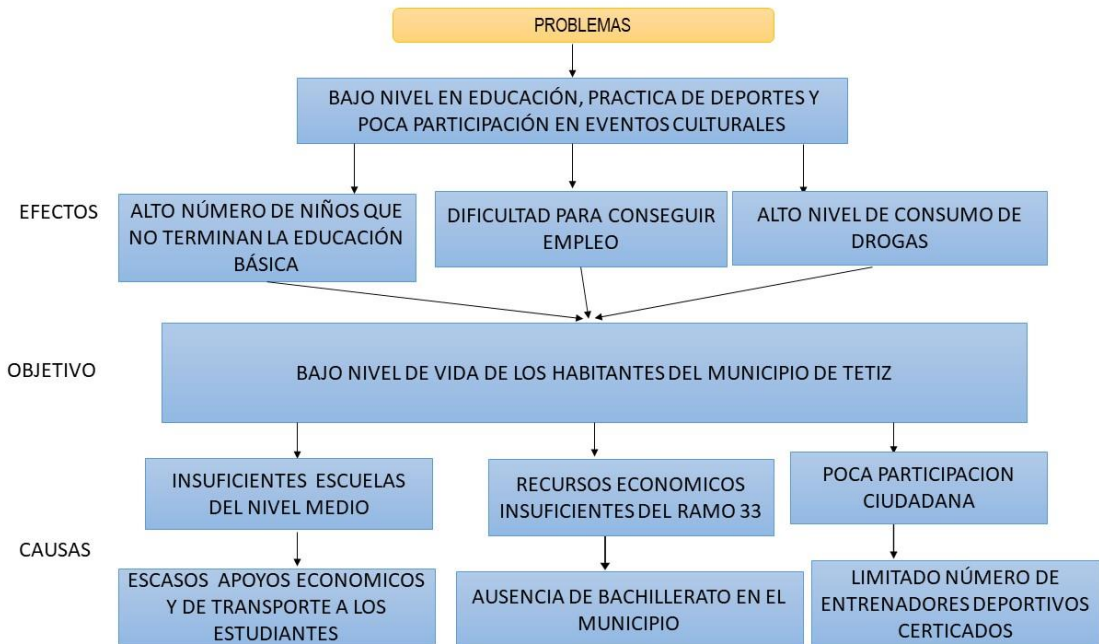 PROBLEMAS
BAJO NIVEL EN EDUCACIÓN, PRACTICA DE DEPORTES Y
POCA PARTICIPACIÓN EN EVENTOS CULTURALES
EFECTOS
ALTO NÚMERO DE NIÑOS QUE
NO TERMINAN LA EDUCACIÓN
BÁSICA
DIFICULTAD PARA CONSEGUIR
EMPLEO
ALTO NIVEL DE CONSUMO DE
DROGAS
OBJETIVO
BAJO NIVEL DE VIDA DE LOS HABITANTES DEL MUNICIPIO DE TETIZ
INSUFICIENTES ESCUELAS
DEL NIVEL MEDIO
RECURSOS ECONOMICOS
INSUFICIENTES DEL RAMO 33
POCA PARTICIPACION
CIUDADANA
CAUSAS
ESCASOS APOYOS ECONOMICOS
Y DE TRANSPORTE A LOS
ESTUDIANTES
AUSENCIA DE BACHILLERATO EN EL
MUNICIPIO
LIMITADO NÚMERO DE
ENTRENADORES DEPORTIVOS
CERTICADOS